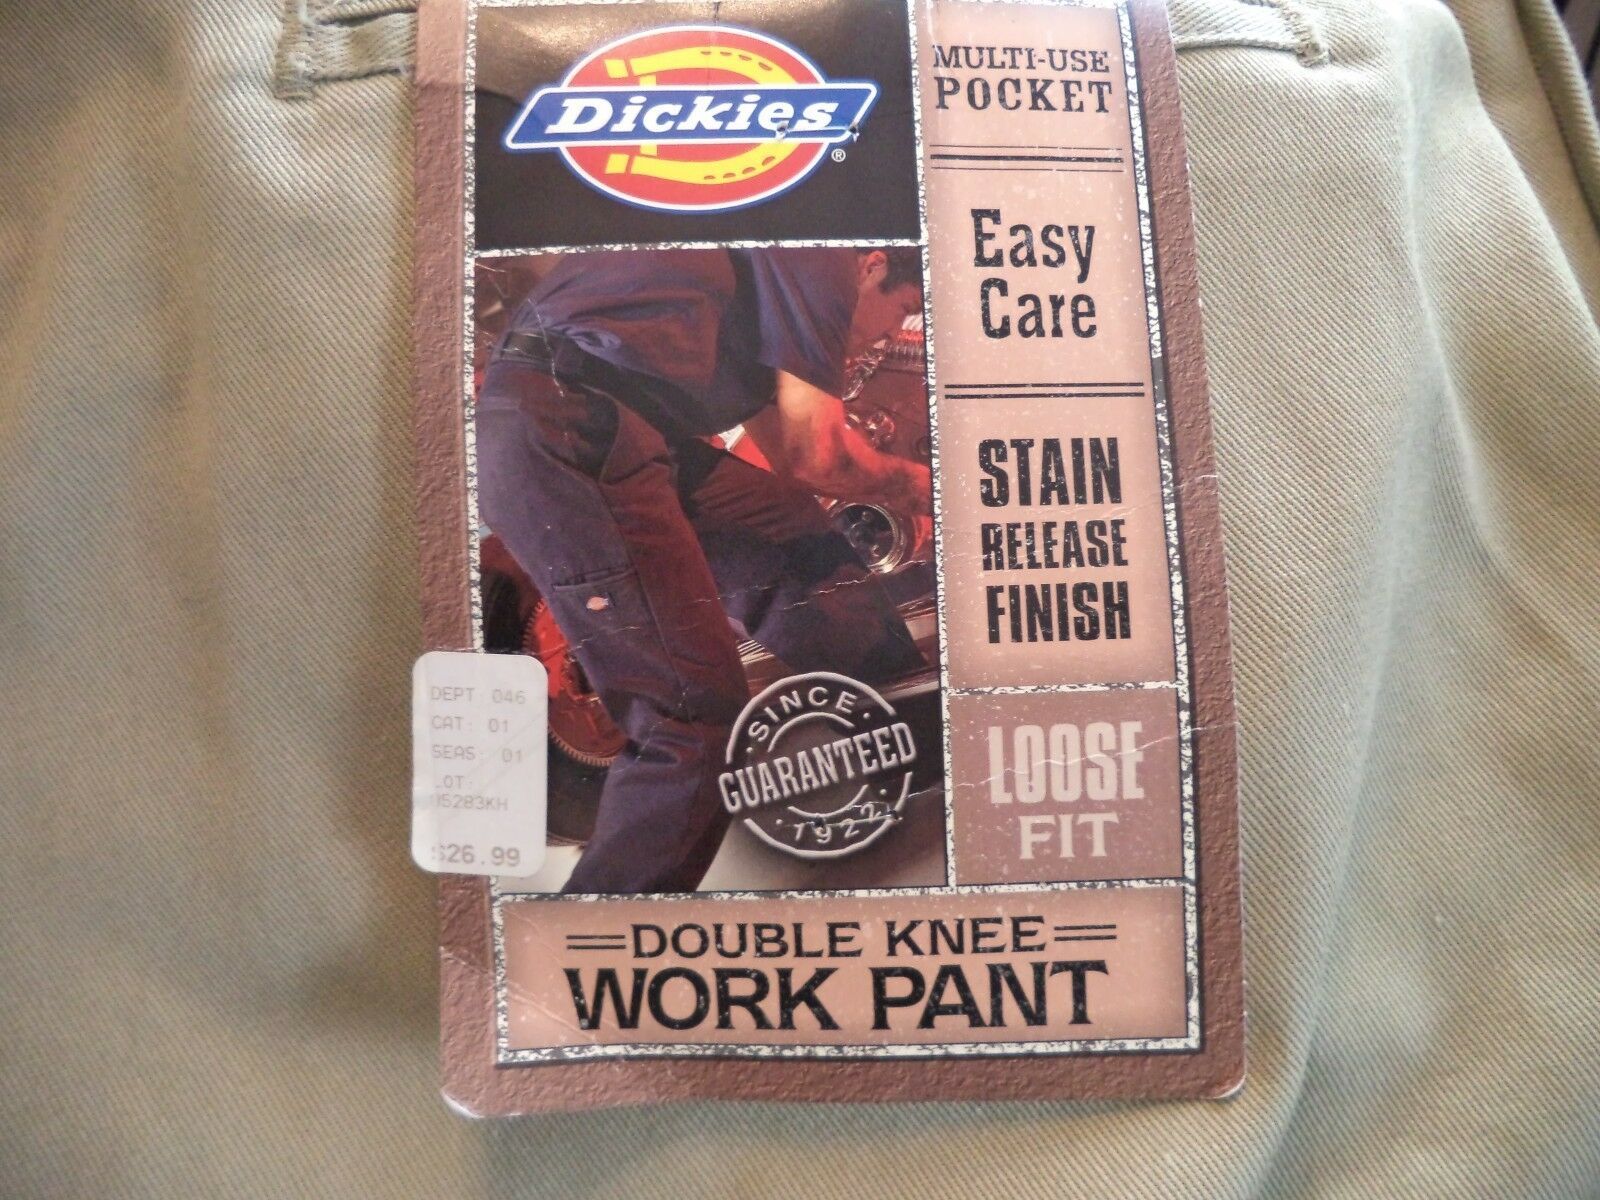 Dickies
®
MULTI-USE
POCKET
Easy
Care
STAIN
RELEASE
FINISH
LOOSE
FIT
SINCE
GUARANTEED
1922
DEPT: 046
CAT: 01
SEAS: 01
LOT:
05283KH
$26.99
DOUBLE KNEE
WORK PANT